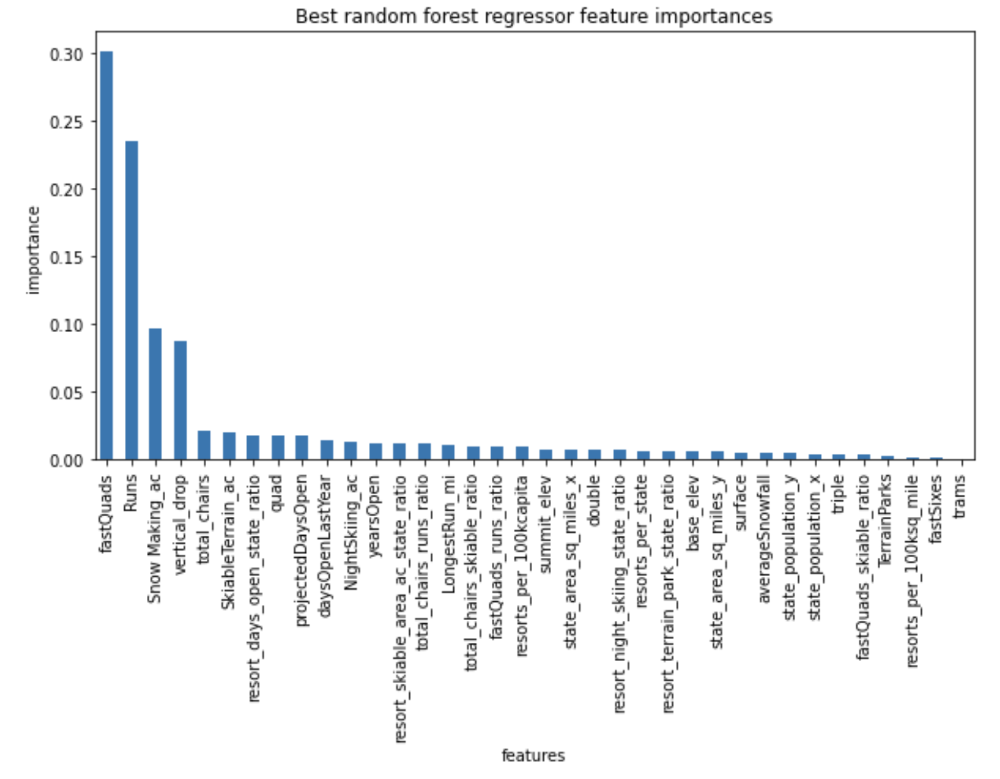 Best random forest regressor feature importances
0.30
0.25
0.20
0.15
0.10
0.05
0.00
importance
fastQuads
Runs
Snow Making_ac
vertical_drop
total_chairs
SkiableTerrain_ac
resort_days_open_state_ratio
quad
projectedDaysOpen
daysOpenLastYear
NightSkiing_ac
yearsOpen
resort_skiable_area_ac_state_ratio
total_chairs_runs_ratio
LongestRun_mi
total_chairs_skiable_ratio
fastQuads_runs_ratio
resorts_per_100kcapita
summit_elev
state_area_sq_miles_x
double
resort_night_skiing_state_ratio
resorts_per_state
resort_terrain_park_state_ratio
base_elev
state_area_sq_miles_y
surface
averageSnowfall
state_population_y
state_population_x
triple
fastQuads_skiable_ratio
TerrainParks
resorts_per_100ksq_mile
fastSixes
trams
features